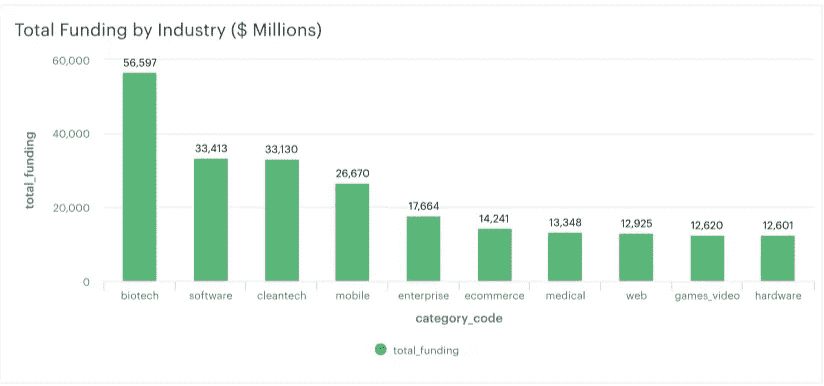 Total Funding by Industry ($ Millions)
60,000
40,000
20,000
0
total_funding
56,597
33,413
33,130
26,670
17,664
14,241
13,348
12,925
12,620
12,601
biotech software cleantech mobile enterprise ecommerce medical web games_video hardware
category_code
total_funding